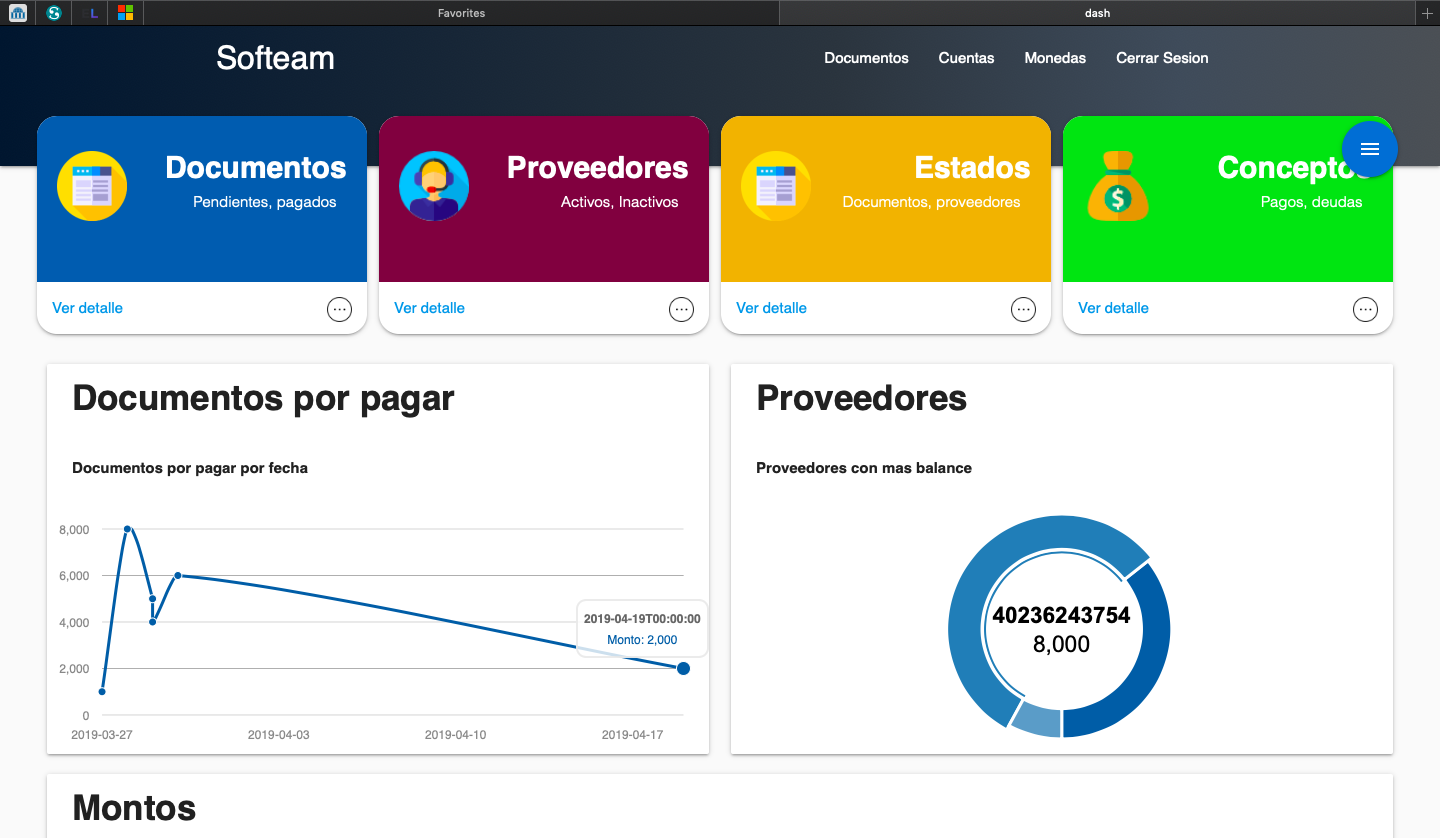 L
Favorites
dash
Softeam
Documentos
Cuentas
Monedas
Cerrar Sesion
Documentos
Pendientes, pagados
Ver detalle
Proveedores
Activos, Inactivos
Ver detalle
Estados
Documentos, proveedores
Ver detalle
Pagos, deudas
Ver detalle
Documentos por pagar
Documentos por pagar por fecha
8,000
6,000
4,000
2,000
0
2019-03-27
2019-04-03
2019-04-10
2019-04-17
2019-04-19T00:00:00
Monto: 2,000
Proveedores
Proveedores con mas balance
40236243754
8,000
Montos